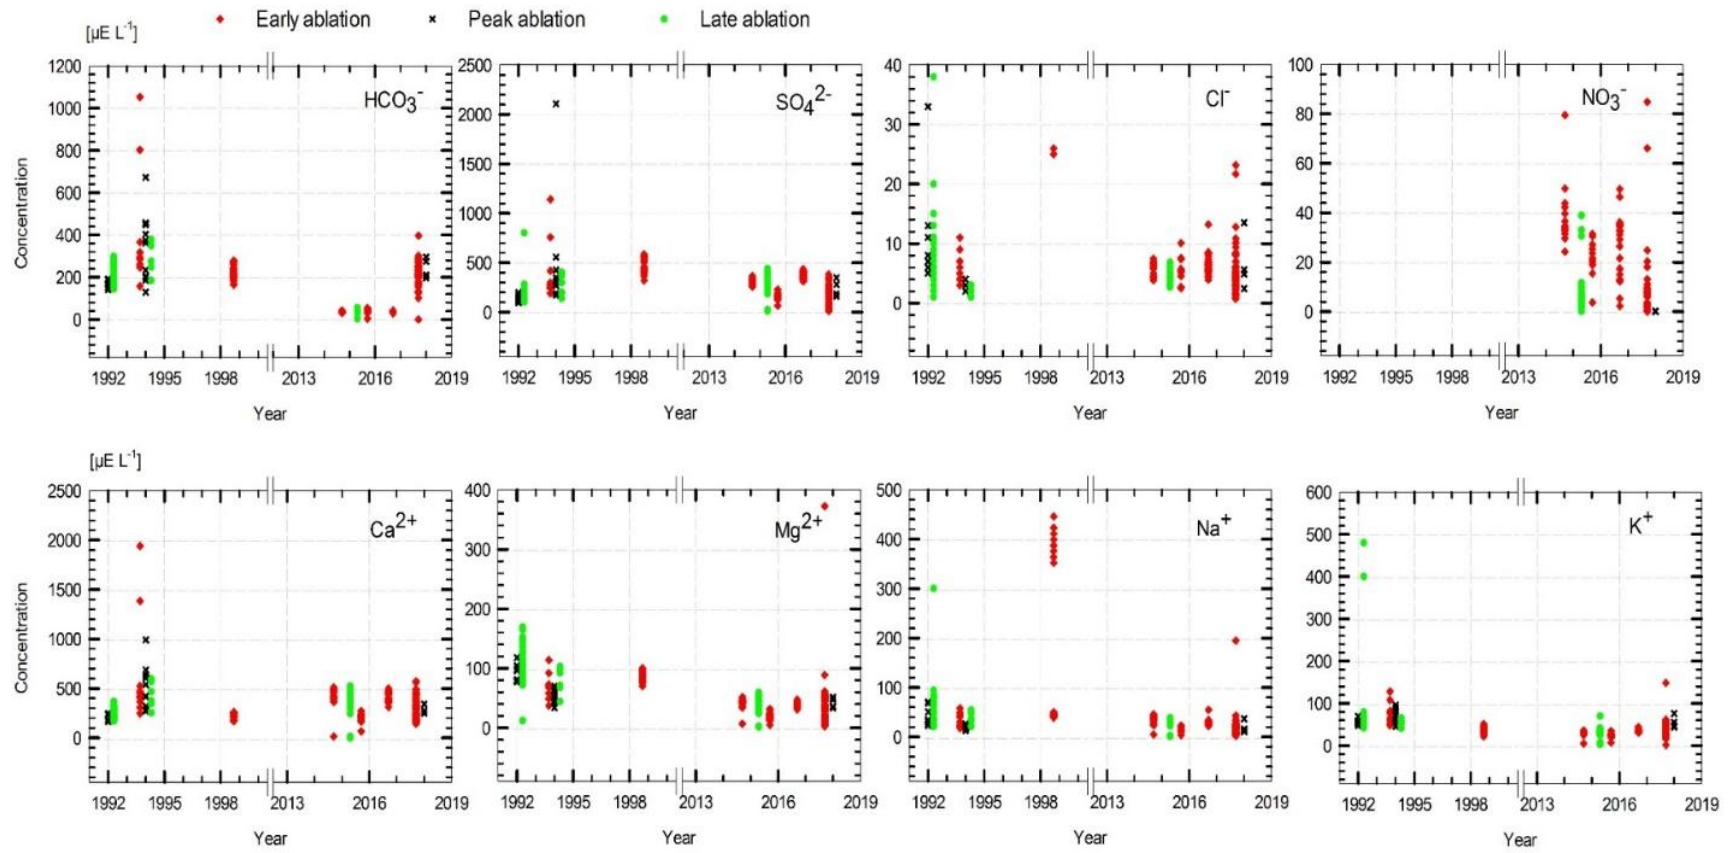 Early ablation Peak ablation Late ablation
[µE L⁻¹]
1200 1000 800 600 400 200 0
HCO₃⁻
Concentration
1992 1995 1998 2013 2016 2019
Year
2500 2000 1500 1000 500 0
SO₄²⁻
1992 1995 1998 2013 2016 2019
Year
40 30 20 10 0
Cl⁻
1992 1995 1998 2013 2016 2019
Year
100 80 60 40 20 0
NO₃⁻
1992 1995 1998 2013 2016 2019
Year
[µE L⁻¹]
2500 2000 1500 1000 500 0
Ca²⁺
Concentration
1992 1995 1998 2013 2016 2019
Year
400 300 200 100 0
Mg²⁺
1992 1995 1998 2013 2016 2019
Year
500 400 300 200 100 0
Na⁺
1992 1995 1998 2013 2016 2019
Year
600 500 400 300 200 100 0
K⁺
1992 1995 1998 2013 2016 2019
Year